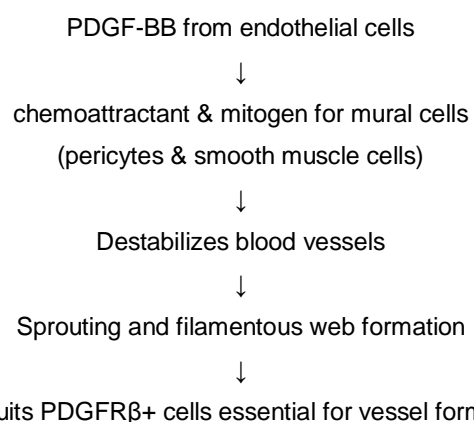 PDGF-BB from endothelial cells
↓
chemoattractant & mitogen for mural cells
(pericytes & smooth muscle cells)
↓
Destabilizes blood vessels
↓
Sprouting and filamentous web formation
↓
PDGFRβ+ cells essential for vessel